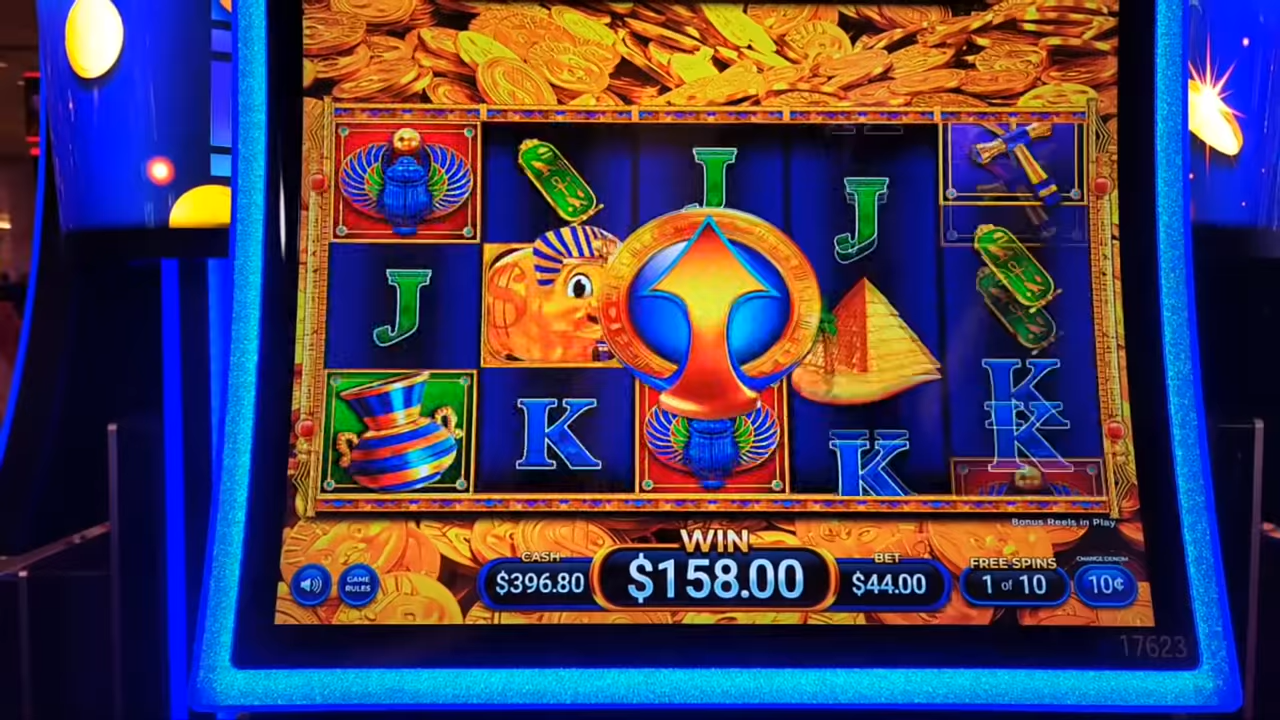 J
J
J
K
K
K
K
Bonus Reels in Play
WIN
CASH
BET
FREE SPINS
CHANGE DENOM
GAME
RULES
$396.80
$158.00
$44.00
1 of 10
10¢
17623